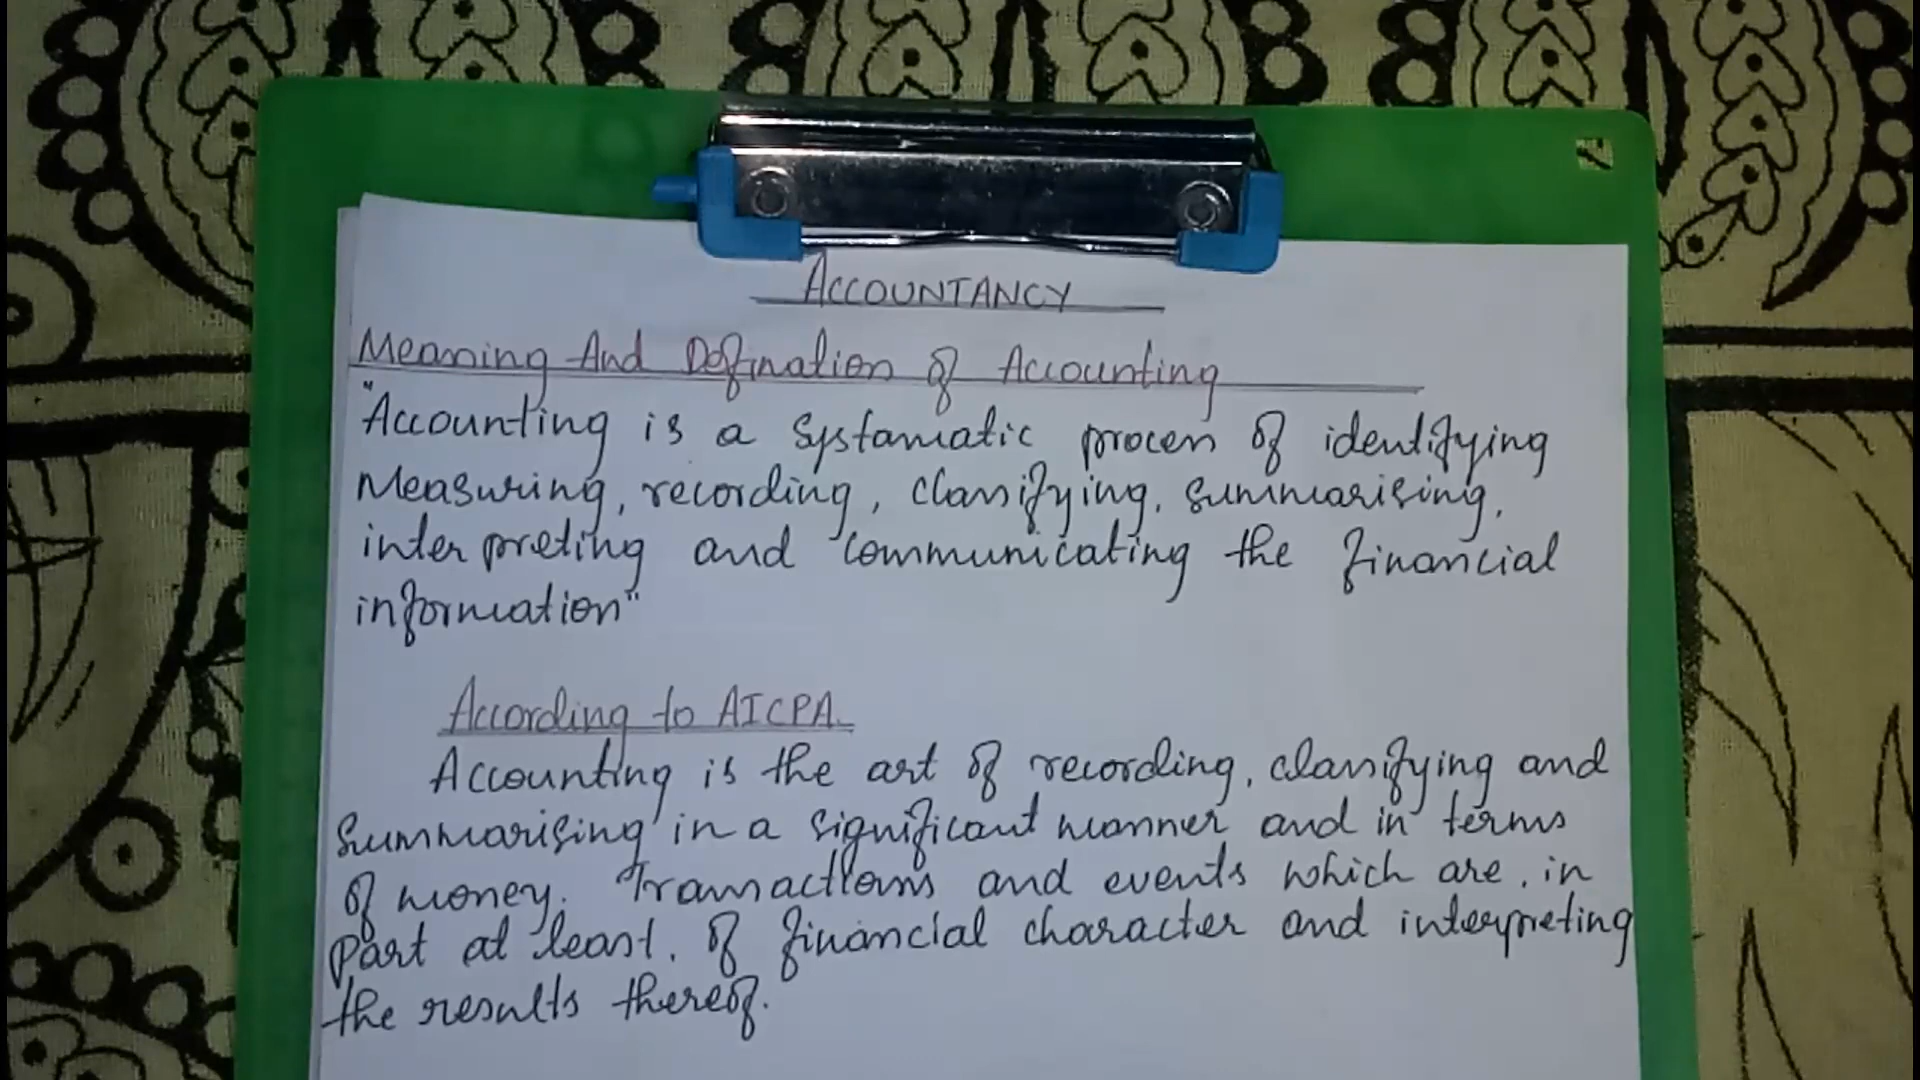 ACCOUNTANCY
Meaning And Defination of Accounting
"Accounting is a Systamatic process of identifying
Measuring, recording, classifying, summarising,
interpreting and communicating the financial
information"
According to AICPA.
Accounting is the art of recording, classifying and
Summarising in a significant manner and in terms
of money. Transactions and events which are, in
part at least, of financial character and interpreting
the results thereof.